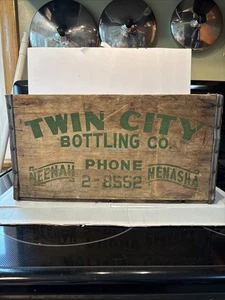 TWIN CITY
BOTTLING CO.
PHONE
NEENAH 2-8552 MENASHA